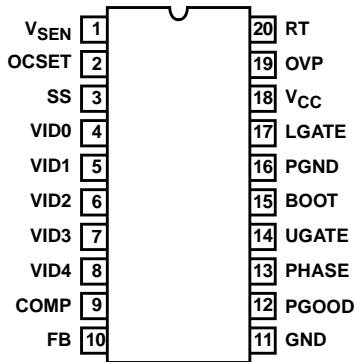 VSEN 1 20 RT
OCSET 2 19 OVP
SS 3 18 VCC
VID0 4 17 LGATE
VID1 5 16 PGND
VID2 6 15 BOOT
VID3 7 14 UGATE
VID4 8 13 PHASE
COMP 9 12 PGOOD
FB 10 11 GND